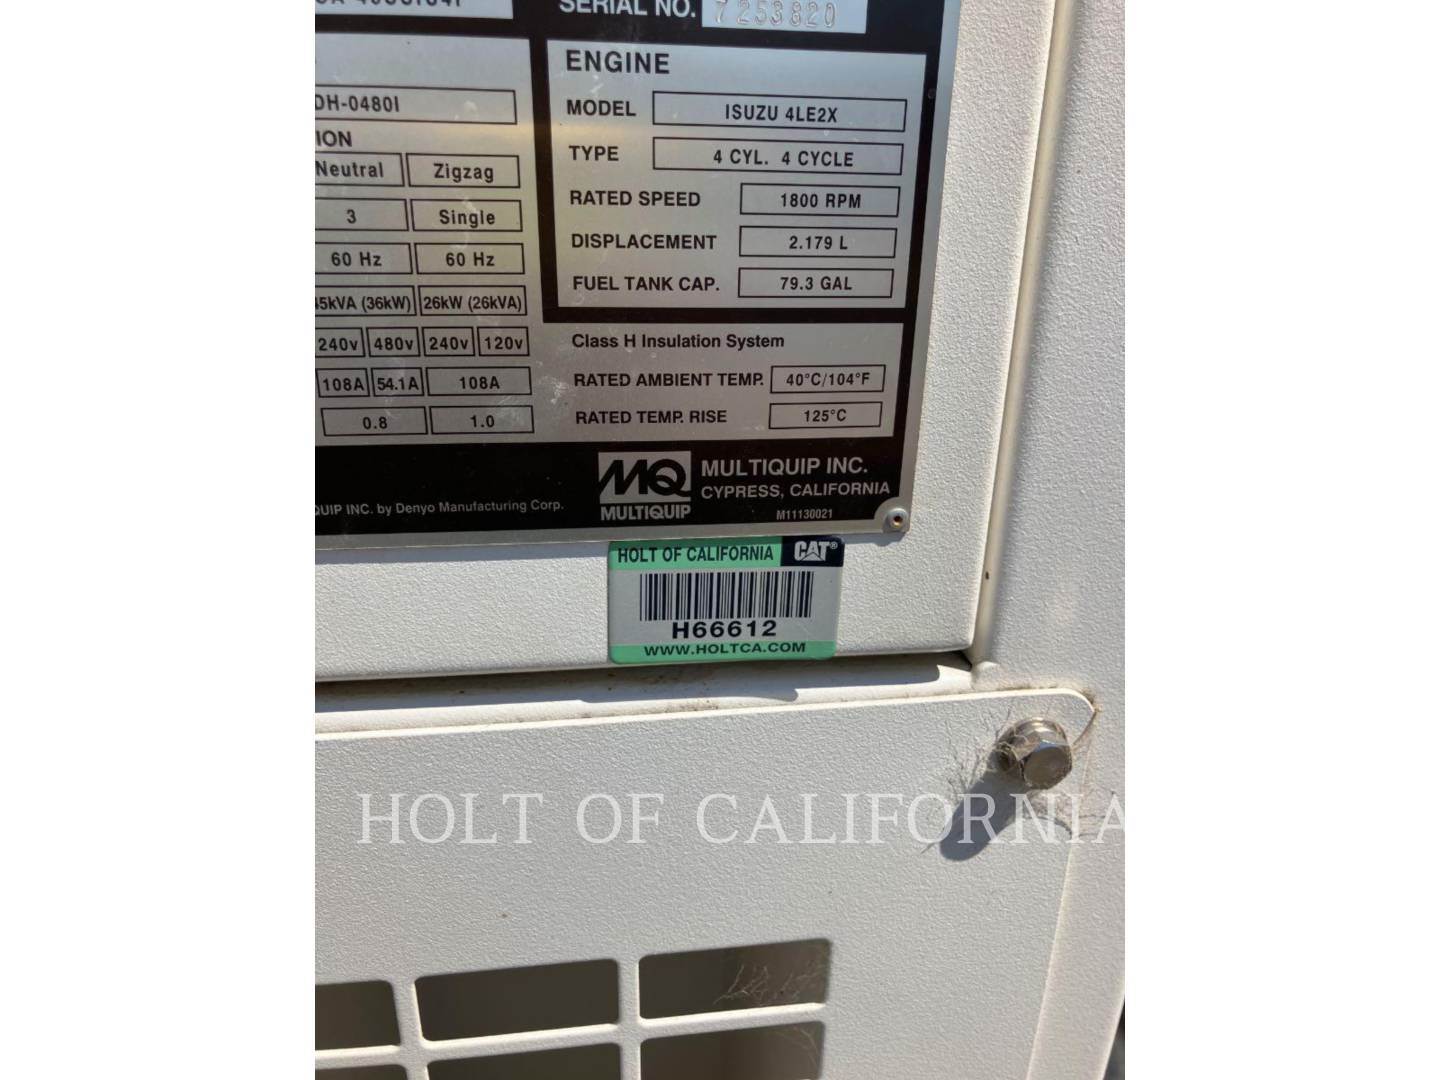 SERIAL NO. 7253820
ENGINE
MODEL ISUZU 4LE2X
TYPE 4 CYL. 4 CYCLE
RATED SPEED 1800 RPM
DISPLACEMENT 2.179 L
FUEL TANK CAP. 79.3 GAL
DH-0480I
ION
Neutral Zigzag
3 Single
60 Hz 60 Hz
45kVA (36kW) 26kW (26kVA)
240v 480v 240v 120v
108A 54.1A 108A
0.8 1.0
Class H Insulation System
RATED AMBIENT TEMP. 40°C/104°F
RATED TEMP. RISE 125°C
MQ
MULTIQUIP
MULTIQUIP INC.
CYPRESS, CALIFORNIA
M11130021
QUIP INC. by Denyo Manufacturing Corp.
HOLT OF CALIFORNIA CAT®
H66612
WWW.HOLTCA.COM
HOLT OF CALIFORNIA